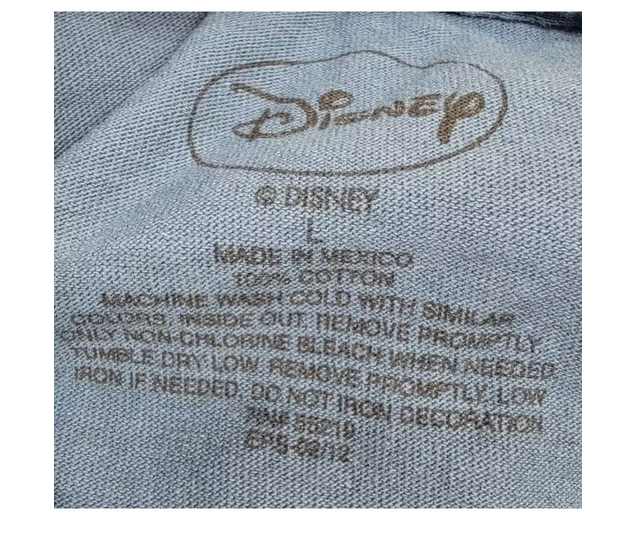 Disney
© DISNEY
L
MADE IN MEXICO
100% COTTON
MACHINE WASH COLD WITH SIMILAR
COLORS, INSIDE OUT. REMOVE PROMPTLY.
ONLY NON-CHLORINE BLEACH WHEN NEEDED
TUMBLE DRY LOW. REMOVE PROMPTLY. LOW
IRON IF NEEDED. DO NOT IRON DECORATION